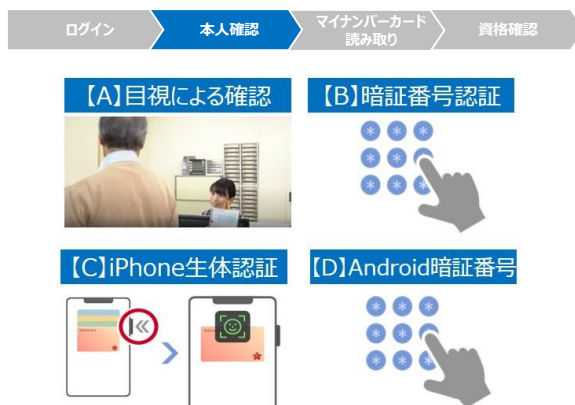 ログイン
本人確認
マイナンバーカード
読み取り
資格確認
【A】目視による確認
【B】暗証番号認証
【C】iPhone生体認証
【D】Android暗証番号